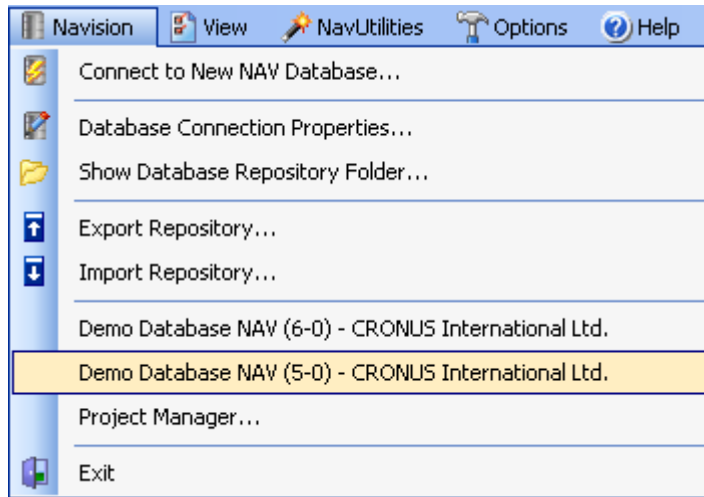 Navision View NavUtilities Options Help
Connect to New NAV Database...
Database Connection Properties...
Show Database Repository Folder...
Export Repository...
Import Repository...
Demo Database NAV (6-0) - CRONUS International Ltd.
Demo Database NAV (5-0) - CRONUS International Ltd.
Project Manager...
Exit